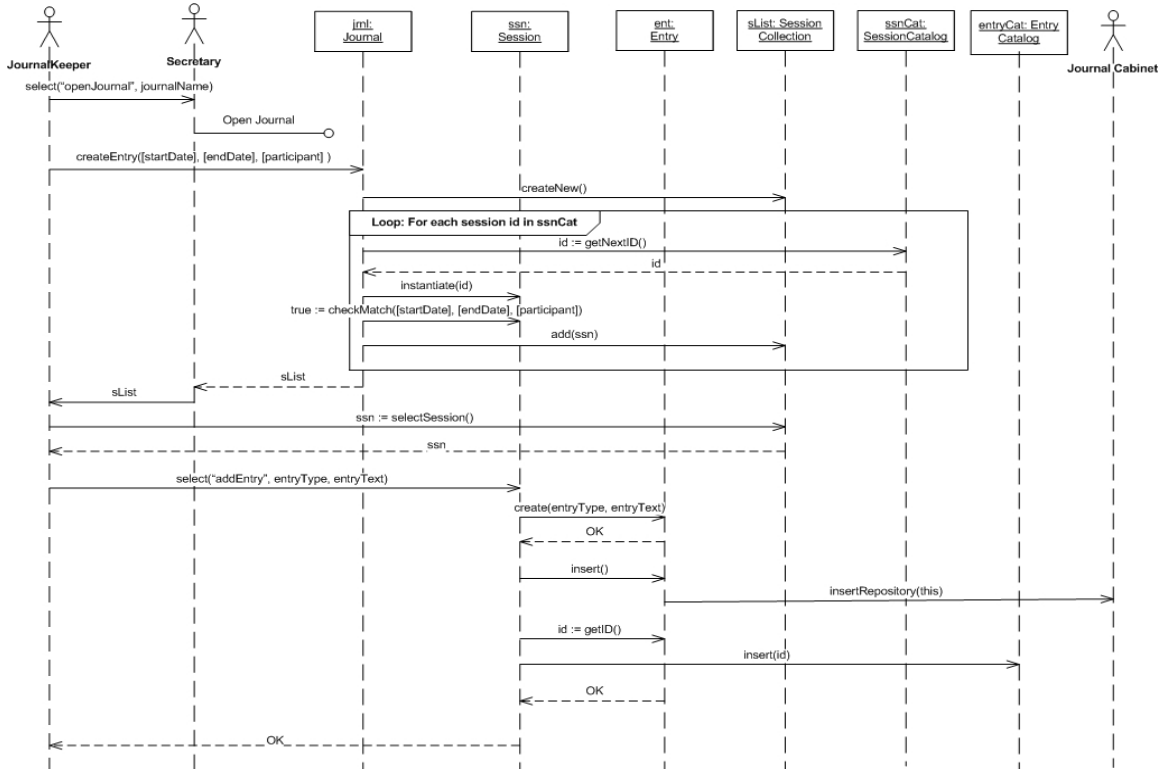 jrnl:
Journal
ssn:
Session
ent:
Entry
sList: Session
Collection
ssnCat:
SessionCatalog
entryCat: Entry
Catalog
JournalKeeper
Secretary
Journal Cabinet
select("openJournal", journalName)
Open Journal
createEntry([startDate], [endDate], [participant] )
createNew()
Loop: For each session id in ssnCat
id := getNextID()
id
instantiate(id)
true := checkMatch([startDate], [endDate], [participant])
add(ssn)
sList
sList
ssn := selectSession()
ssn
select("addEntry", entryType, entryText)
create(entryType, entryText)
OK
insert()
insertRepository(this)
id := getID()
insert(id)
OK
OK